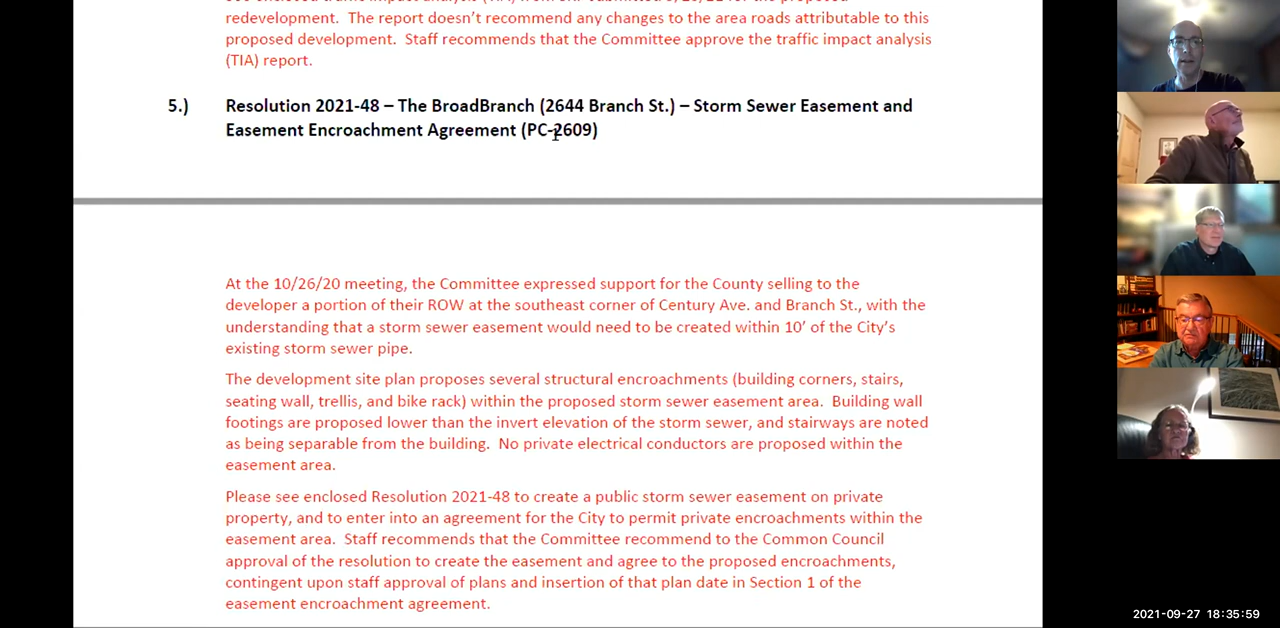 redevelopment. The report doesn't recommend any changes to the area roads attributable to this
proposed development. Staff recommends that the Committee approve the traffic impact analysis
(TIA) report.
5.) Resolution 2021-48 – The BroadBranch (2644 Branch St.) – Storm Sewer Easement and
Easement Encroachment Agreement (PC-2609)
At the 10/26/20 meeting, the Committee expressed support for the County selling to the
developer a portion of their ROW at the southeast corner of Century Ave. and Branch St., with the
understanding that a storm sewer easement would need to be created within 10' of the City's
existing storm sewer pipe.
The development site plan proposes several structural encroachments (building corners, stairs,
seating wall, trellis, and bike rack) within the proposed storm sewer easement area. Building wall
footings are proposed lower than the invert elevation of the storm sewer, and stairways are noted
as being separable from the building. No private electrical conductors are proposed within the
easement area.
Please see enclosed Resolution 2021-48 to create a public storm sewer easement on private
property, and to enter into an agreement for the City to permit private encroachments within the
easement area. Staff recommends that the Committee recommend to the Common Council
approval of the resolution to create the easement and agree to the proposed encroachments,
contingent upon staff approval of plans and insertion of that plan date in Section 1 of the
easement encroachment agreement.
2021-09-27 18:35:59